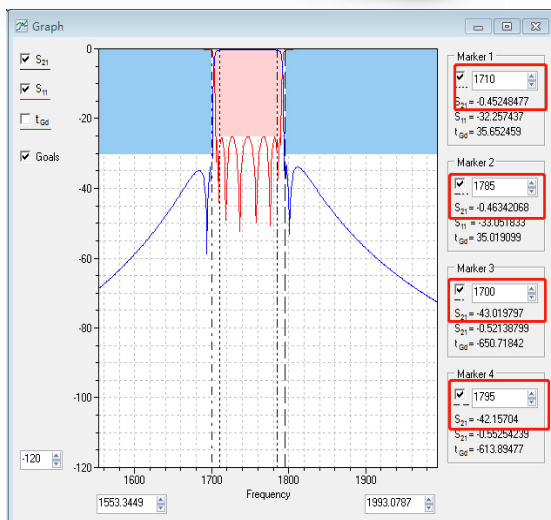 Graph
S21
S11
tGd
Goals
-120
0
-20
-40
-60
-80
-100
-120
1600
1700
1800
1900
Frequency
1553.3449
1993.0787
Marker 1
1710
S21 = -0.45248477
S11 = -32.257437
tGd = 35.652459
Marker 2
1785
S21 = -0.46342068
S11 = -33.051833
tGd = 35.019099
Marker 3
1700
S21 = -43.019797
S21 = -0.52138799
tGd = -650.71842
Marker 4
1795
S21 = -42.15704
S21 = -0.55254239
tGd = -613.89477